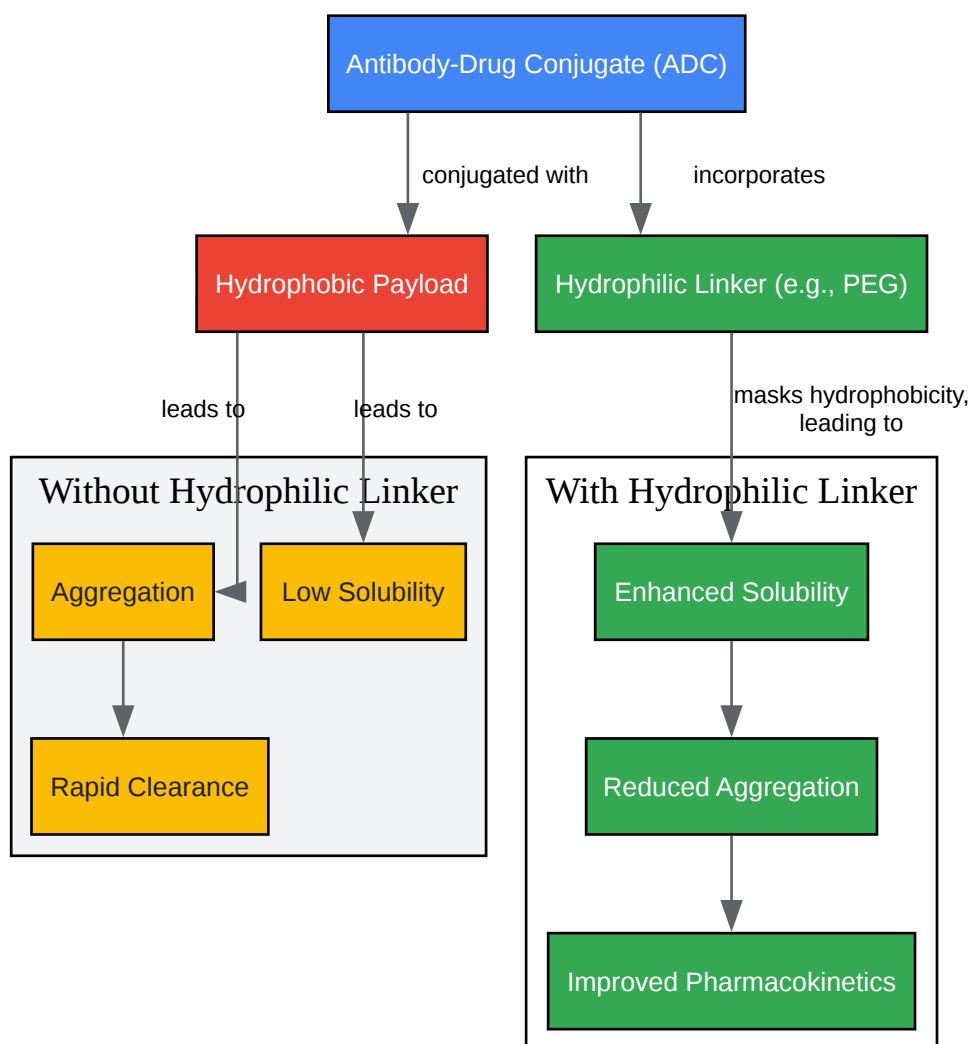 Antibody-Drug Conjugate (ADC)
conjugated with
incorporates
Hydrophobic Payload
Hydrophilic Linker (e.g., PEG)
leads to
leads to
masks hydrophobicity,
leading to
Without Hydrophilic Linker
With Hydrophilic Linker
Aggregation
Low Solubility
Enhanced Solubility
Rapid Clearance
Reduced Aggregation
Improved Pharmacokinetics